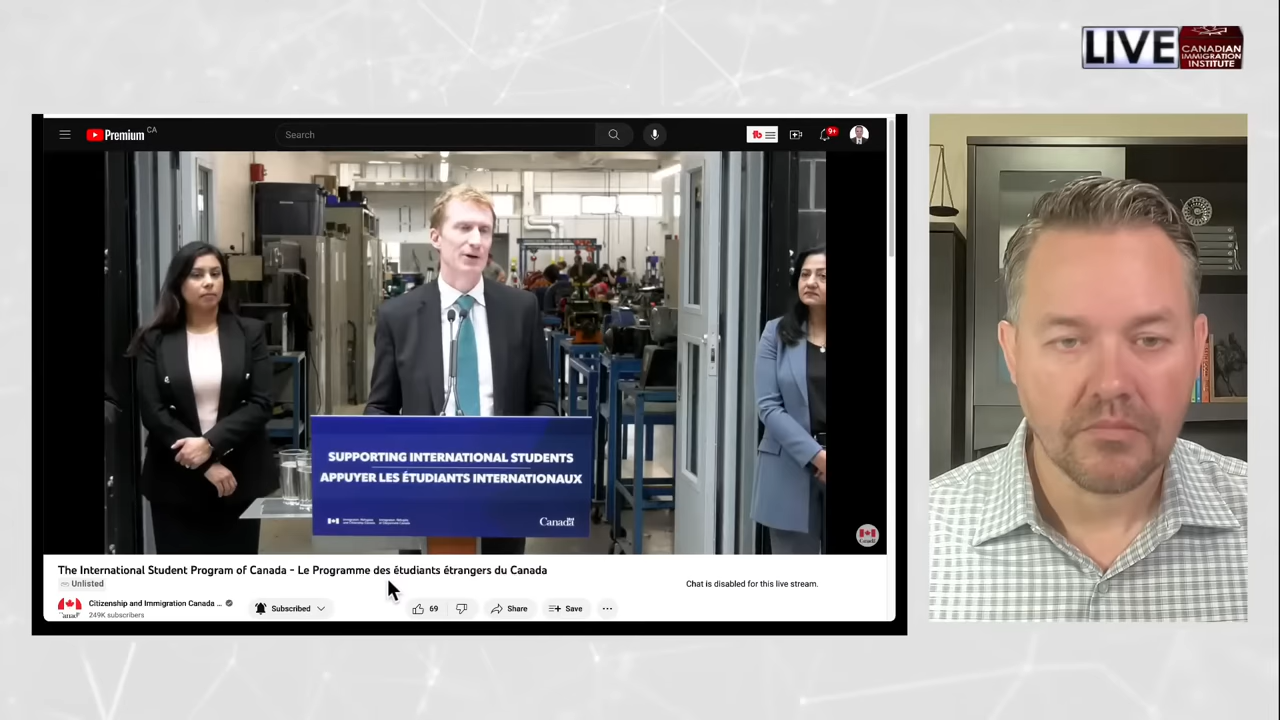 LIVE
CANADIAN
IMMIGRATION
INSTITUTE
Premium
CA
Search
9+
SUPPORTING INTERNATIONAL STUDENTS
APPUYER LES ÉTUDIANTS INTERNATIONAUX
Canada
The International Student Program of Canada - Le Programme des étudiants étrangers du Canada
Unlisted
Chat is disabled for this live stream.
Citizenship and Immigration Canada ...
249K subscribers
Subscribed
69
Share
Save